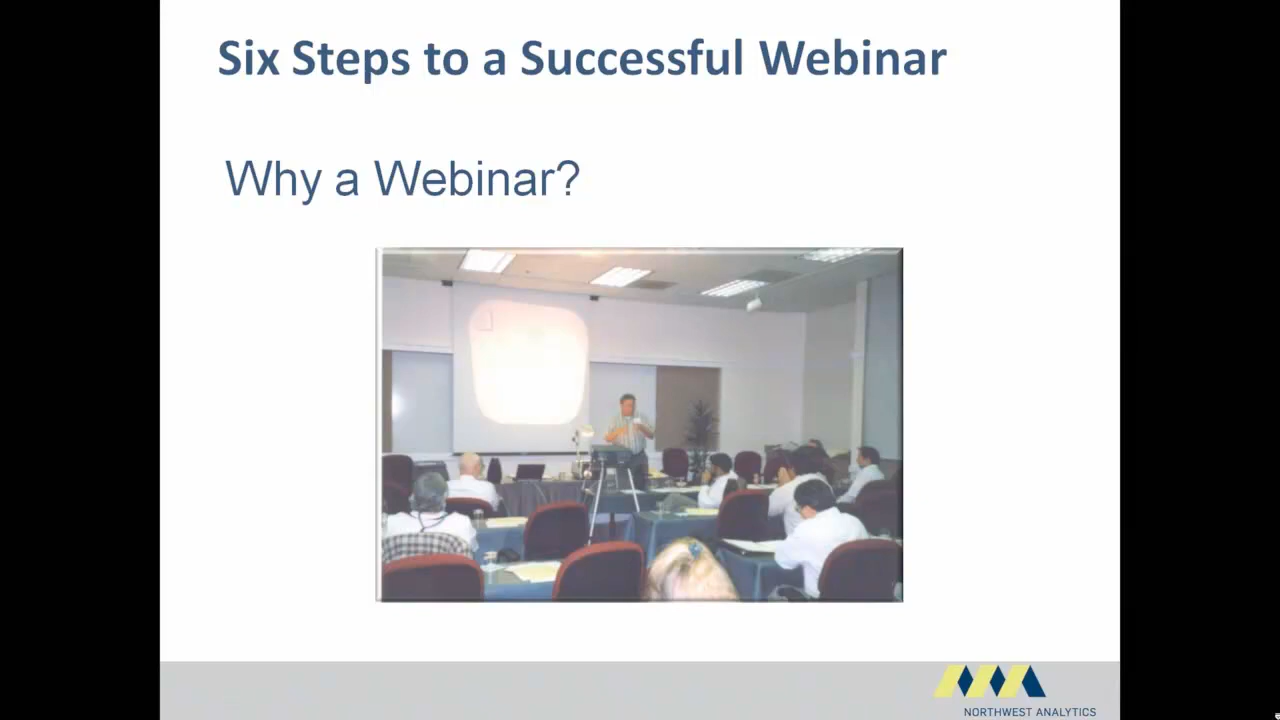 Six Steps to a Successful Webinar
Why a Webinar?
NORTHWEST ANALYTICS